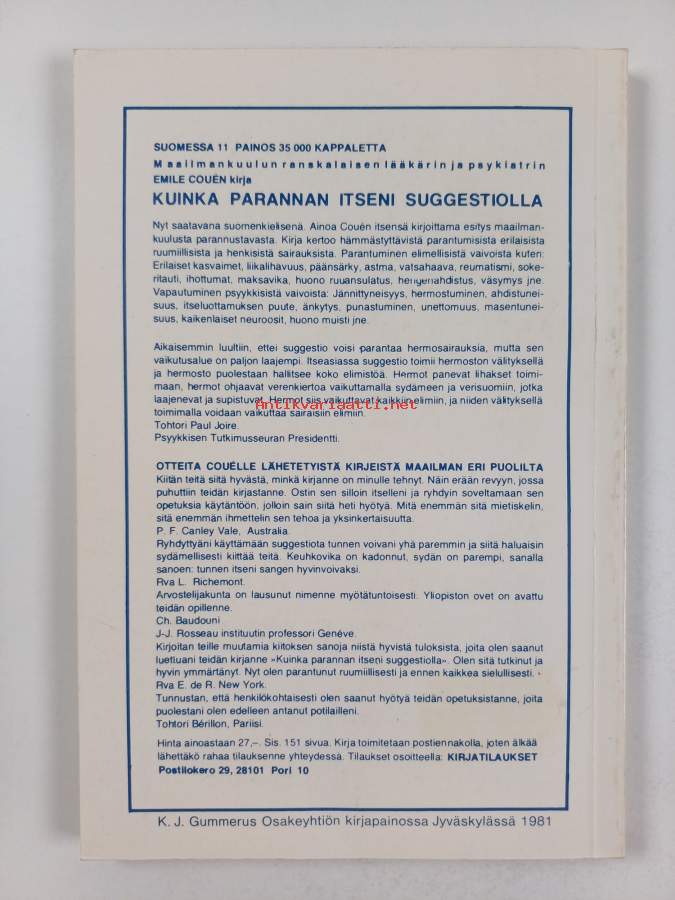 SUOMESSA 11 PAINOS 35 000 KAPPALETTA
Maailmankuulun ranskalaisen lääkärin ja psykiatrin
EMILE COUÉN kirja
KUINKA PARANNAN ITSENI SUGGESTIOLLA
Nyt saatavana suomenkielisenä. Ainoa Couén itsensä kirjoittama esitys maailman-
kuulusta parannustavasta. Kirja kertoo hämmästyttävistä parantumisista erilaisista
ruumiillisista ja henkisistä sairauksista. Parantuminen elimellisistä vaivoista kuten:
Erilaiset kasvaimet, liikalihavuus, päänsärky, astma, vatsahaava, reumatismi, soke-
ritauti, ihottumat, maksavika, huono ruuansulatus, hengenahdistus, väsymys jne.
Vapautuminen psyykkisistä vaivoista: Jännittyneisyys, hermostuminen, ahdistunei-
suus, itseluottamuksen puute, änkytys, punastuminen, unettomuus, masentunei-
suus, kaikenlaiset neuroosit, huono muisti jne.
Aikaisemmin luultiin, ettei suggestio voisi parantaa hermosairauksia, mutta sen
vaikutusalue on paljon laajempi. Itseasiassa suggestio toimii hermoston välityksellä
ja hermosto puolestaan hallitsee koko elimistöä. Hermot panevat lihakset toimi-
maan, hermot ohjaavat verenkiertoa vaikuttamalla sydämeen ja verisuomiin, jotka
laajenevat ja supistuvat. Hermot siis vaikuttavat kaikkiin elimiin, ja niiden välityksellä
Antikvariaatti.net
toimimalla voidaan vaikuttaa sairaisiin elimiin.
Tohtori Paul Joire.
Psyykkisen Tutkimusseuran Presidentti.
OTTEITA COUÉLLE LÄHETETYISTÄ KIRJEISTÄ MAAILMAN ERI PUOLILTA
Kiitän teitä siitä hyvästä, minkä kirjanne on minulle tehnyt. Näin erään revyyn, jossa
puhuttiin teidän kirjastanne. Ostin sen silloin itselleni ja ryhdyin soveltamaan sen
opetuksia käytäntöön, jolloin sain siitä heti hyötyä. Mitä enemmän sitä mietiskelin,
sitä enemmän ihmettelin sen tehoa ja yksinkertaisuutta.
P. F. Canley Vale, Australia.
Ryhdyttyäni käyttämään suggestiota tunnen voivani yhä paremmin ja siitä haluaisin
sydämellisesti kiittää teitä. Keuhkovika on kadonnut, sydän on parempi, sanalla
sanoen: tunnen itseni sangen hyvinvoivaksi.
Rva L. Richemont.
Arvostelijakunta on lausunut nimenne myötätuntoisesti. Yliopiston ovet on avattu
teidän opillenne.
Ch. Baudouni
J-J. Rosseau instituutin professori Genéve.
Kirjoitan teille muutamia kiitoksen sanoja niistä hyvistä tuloksista, joita olen saanut
luettuani teidän kirjanne »Kuinka parannan itseni suggestiolla». Olen sitä tutkinut ja
hyvin ymmärtänyt. Nyt olen parantunut ruumiillisesti ja ennen kaikkea sielullisesti.
Rva E. de R. New York.
Tunnustan, että henkilökohtaisesti olen saanut hyötyä teidän opetuksistanne, joita
puolestani olen edelleen antanut potilailleni.
Tohtori Bérillon, Pariisi.
Hinta ainoastaan 27,–. Sis. 151 sivua. Kirja toimitetaan postiennakolla, joten älkää
lähettäkö rahaa tilauksenne yhteydessä. Tilaukset osoitteella: KIRJATILAUKSET
Postilokero 29, 28101 Pori 10
K. J. Gummerus Osakeyhtiön kirjapainossa Jyväskylässä 1981